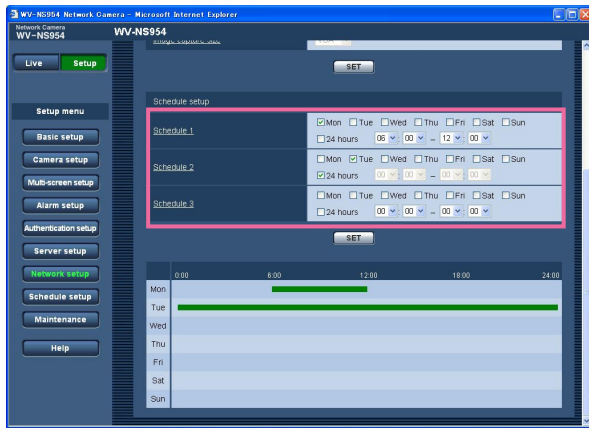 WV-NS954 Network Camera - Microsoft Internet Explorer
Network Camera
WV-NS954
WV-NS954
Live
Setup
Image capture size
VGA
SET
Setup menu
Basic setup
Camera setup
Multi-screen setup
Alarm setup
Authentication setup
Server setup
Network setup
Schedule setup
Maintenance
Help
Schedule setup
Schedule 1
Mon Tue Wed Thu Fri Sat Sun
24 hours 06 : 00 – 12 : 00
Schedule 2
Mon Tue Wed Thu Fri Sat Sun
24 hours 00 : 00 – 00 : 00
Schedule 3
Mon Tue Wed Thu Fri Sat Sun
24 hours 00 : 00 – 00 : 00
SET
0:00 6:00 12:00 18:00 24:00
Mon
Tue
Wed
Thu
Fri
Sat
Sun